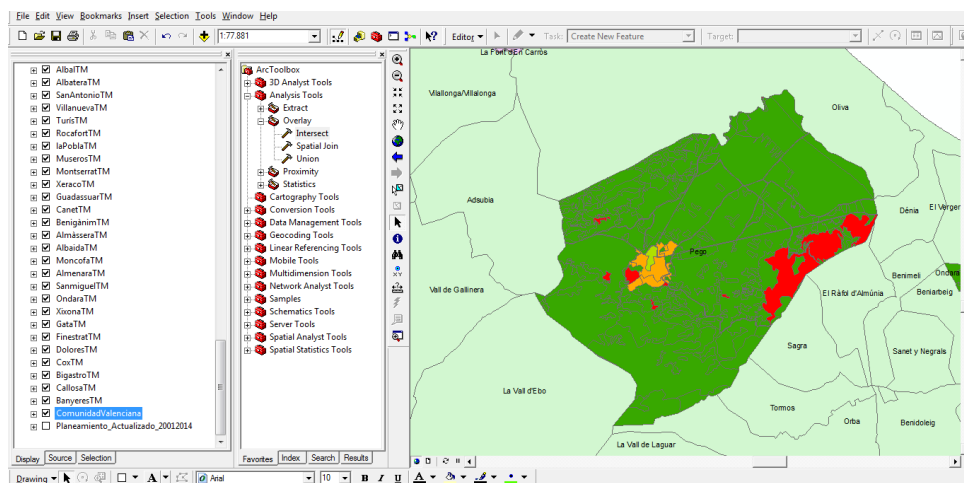 File Edit View Bookmarks Insert Selection Tools Window Help
1:77.881
Editor
Task: Create New Feature
Target:
AlbalTM
AlbateraTM
SanAntonioTM
VillanuevaTM
TurísTM
RocafortTM
laPoblaTM
MuserosTM
MontserratTM
XeracoTM
GuadassuarTM
CanetTM
BenigànimTM
AlmàsseraTM
AlbaidaTM
MoncofaTM
AlmenaraTM
SanmiguelTM
OndaraTM
XixonaTM
GataTM
FinestratTM
DoloresTM
CoxTM
BigastroTM
CallosaTM
BanyeresTM
ComunidadValenciana
Planeamiento_Actualizado_20012014
Display Source Selection
ArcToolbox
3D Analyst Tools
Analysis Tools
Extract
Overlay
Intersect
Spatial Join
Union
Proximity
Statistics
Cartography Tools
Conversion Tools
Data Management Tools
Geocoding Tools
Linear Referencing Tools
Mobile Tools
Multidimension Tools
Network Analyst Tools
Samples
Schematics Tools
Server Tools
Spatial Analyst Tools
Spatial Statistics Tools
Favorites Index Search Results
La Font d'En Carròs
Vilallonga/Villalonga
Oliva
Adsubia
Dénia
El Verger
Pego
Vall de Gallinera
Benimeli
Ondara
El Ràfol d'Almúnia
Beniarbeig
Sagra
Sanet y Negrals
La Vall d'Ebo
Tormos
Orba
Benidoleig
La Vall de Laguar
Drawing
A
Arial
10
B I U A